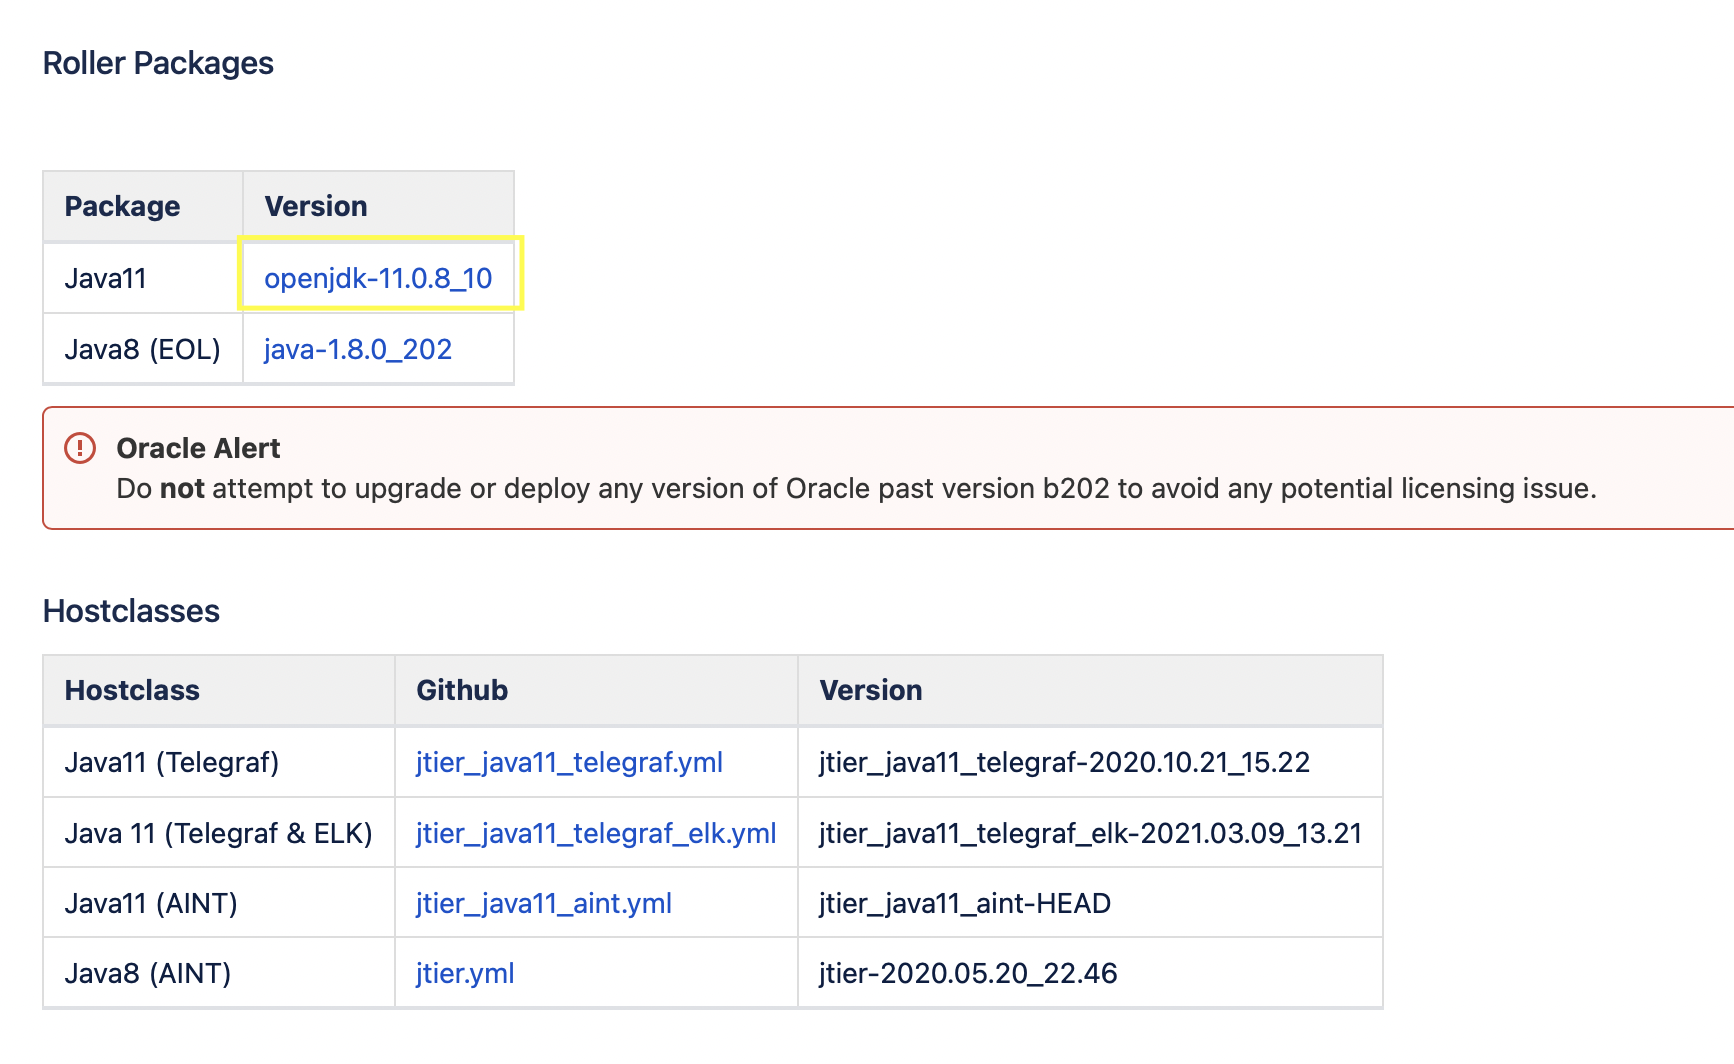 Roller Packages
Package Version
Java11 openjdk-11.0.8_10
Java8 (EOL) java-1.8.0_202
Oracle Alert
Do not attempt to upgrade or deploy any version of Oracle past version b202 to avoid any potential licensing issue.
Hostclasses
Hostclass Github Version
Java11 (Telegraf) jtier_java11_telegraf.yml jtier_java11_telegraf-2020.10.21_15.22
Java 11 (Telegraf & ELK) jtier_java11_telegraf_elk.yml jtier_java11_telegraf_elk-2021.03.09_13.21
Java11 (AINT) jtier_java11_aint.yml jtier_java11_aint-HEAD
Java8 (AINT) jtier.yml jtier-2020.05.20_22.46